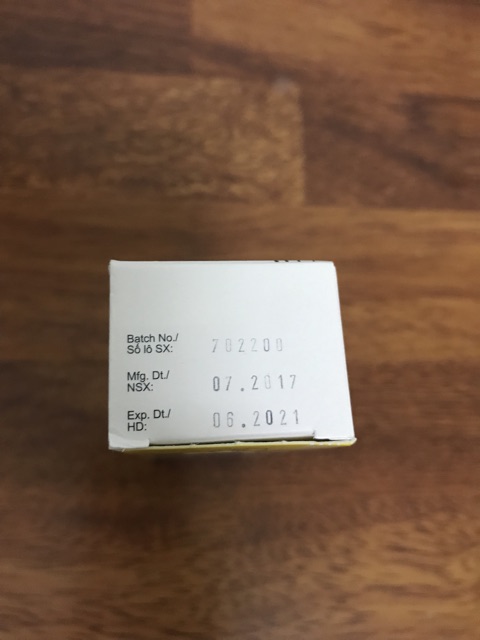 Batch No./
Số lô SX: 702200
Mfg. Dt./
NSX: 07.2017
Exp. Dt./
HD: 06.2021